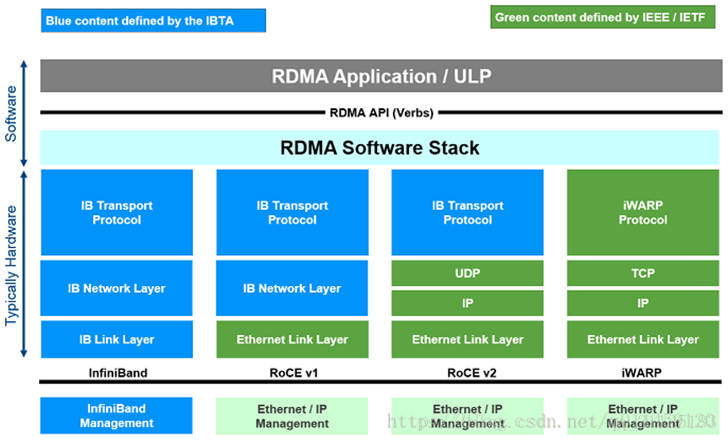 Blue content defined by the IBTA
Green content defined by IEEE / IETF
Software
RDMA Application / ULP
RDMA API (Verbs)
RDMA Software Stack
Typically Hardware
IB Transport
Protocol
IB Transport
Protocol
IB Transport
Protocol
iWARP
Protocol
IB Network Layer
IB Network Layer
UDP
IP
TCP
IP
IB Link Layer
Ethernet Link Layer
Ethernet Link Layer
Ethernet Link Layer
InfiniBand
RoCE v1
RoCE v2
iWARP
InfiniBand
Management
Ethernet / IP
Management
Ethernet / IP
Management
Ethernet / IP
Management